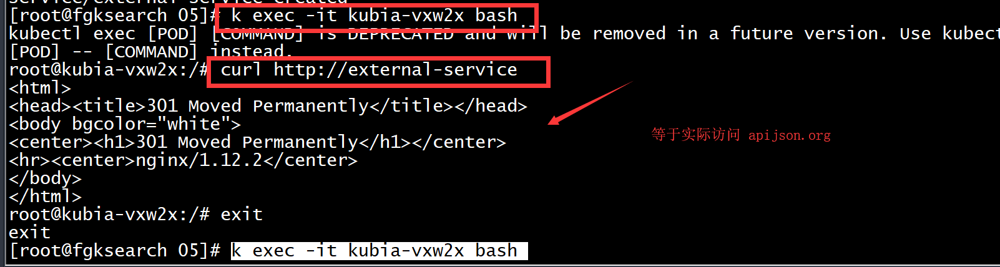 service/external-service created
[root@fgksearch 05]# k exec -it kubia-vxw2x bash
kubectl exec [POD] [COMMAND] is DEPRECATED and will be removed in a future version. Use kubect
[POD] -- [COMMAND] instead.
root@kubia-vxw2x:/# curl http://external-service
<html>
<head><title>301 Moved Permanently</title></head>
<body bgcolor="white">
<center><h1>301 Moved Permanently</h1></center>
等于实际访问 apijson.org
<hr><center>nginx/1.12.2</center>
</body>
</html>
root@kubia-vxw2x:/# exit
exit
[root@fgksearch 05]# k exec -it kubia-vxw2x bash